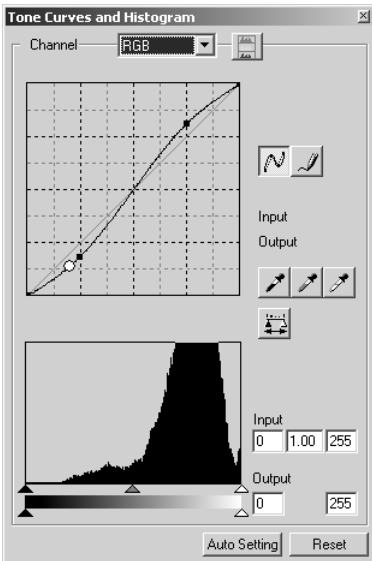 Tone Curves and Histogram
Channel RGB
Input
Output
Input
0 1.00 255
Output
0 255
Auto Setting Reset